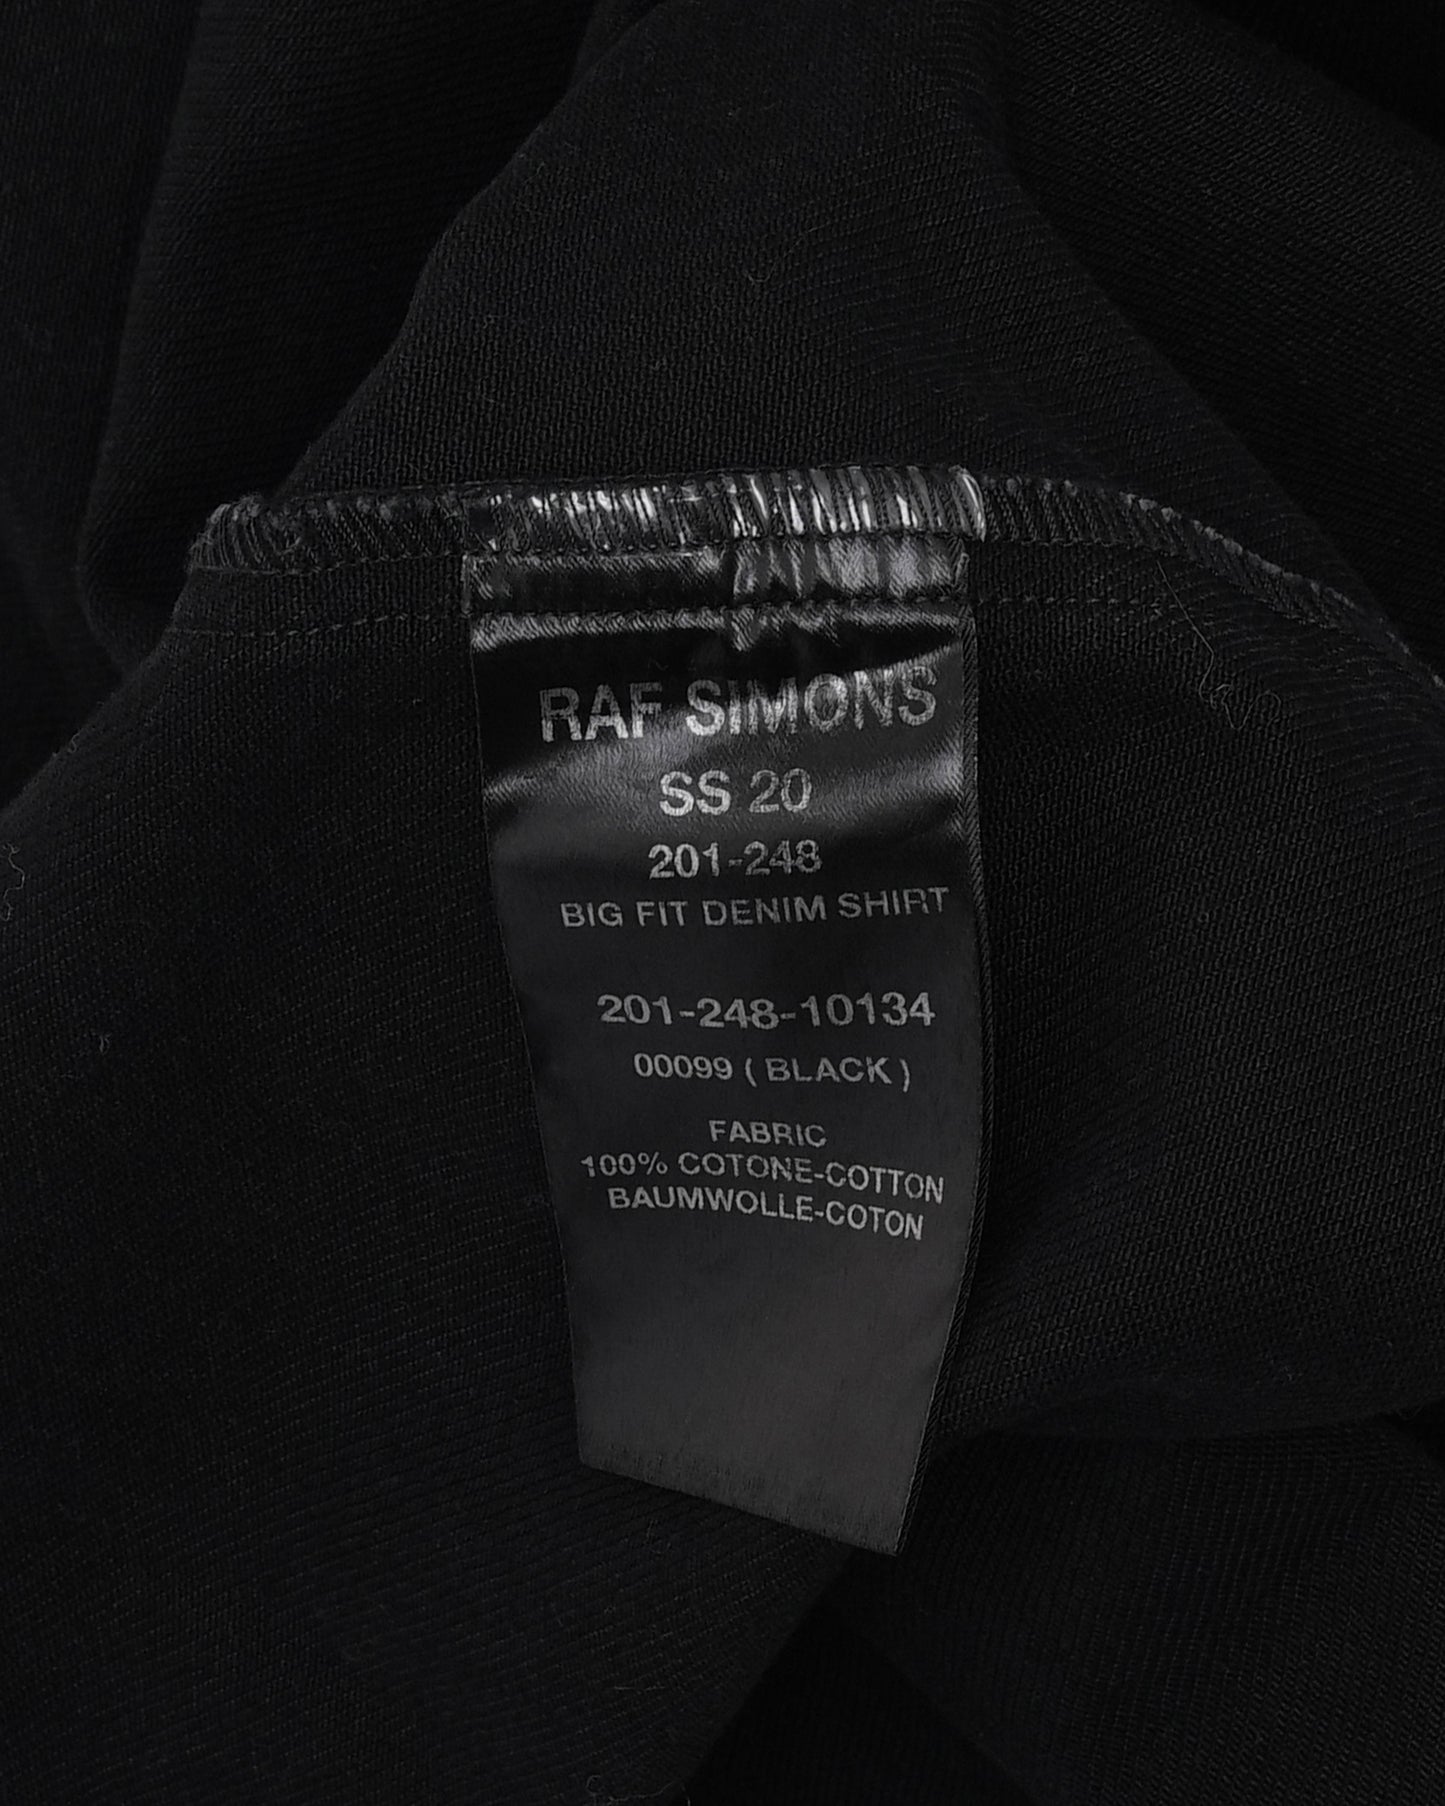 RAF SIMONS
SS 20
201-248
BIG FIT DENIM SHIRT
201-248-10134
00099 ( BLACK )
FABRIC
100% COTONE-COTTON
BAUMWOLLE-COTON